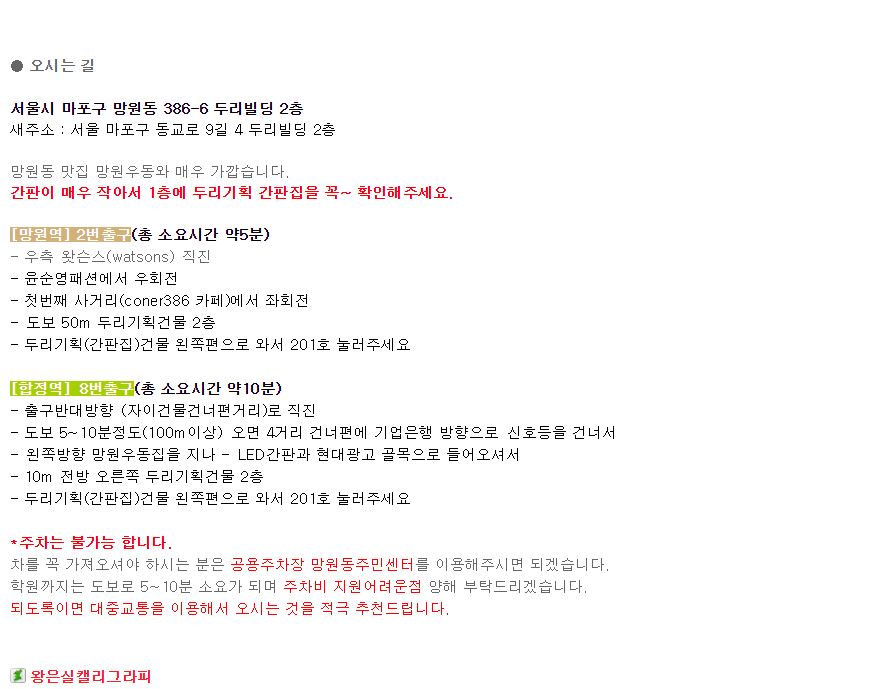 ● 오시는 길
서울시 마포구 망원동 386-6 두리빌딩 2층
새주소 : 서울 마포구 동교로 9길 4 두리빌딩 2층
망원동 맛집 망원우동와 매우 가깝습니다.
간판이 매우 작아서 1층에 두리기획 간판집을 꼭~ 확인해주세요.
[망원역] 2번출구(총 소요시간 약5분)
- 우측 왓슨스(watsons) 직진
- 윤순영패션에서 우회전
- 첫번째 사거리(coner386 카페)에서 좌회전
- 도보 50m 두리기획건물 2층
- 두리기획(간판집)건물 왼쪽편으로 와서 201호 눌러주세요
[합정역] 8번출구(총 소요시간 약10분)
- 출구반대방향 (자이건물건너편거리)로 직진
- 도보 5~10분정도(100m이상) 오면 4거리 건너편에 기업은행 방향으로 신호등을 건너서
- 왼쪽방향 망원우동집을 지나 - LED간판과 현대광고 골목으로 들어오셔서
- 10m 전방 오른쪽 두리기획건물 2층
- 두리기획(간판집)건물 왼쪽편으로 와서 201호 눌러주세요
*주차는 불가능 합니다.
차를 꼭 가져오셔야 하시는 분은 공용주차장 망원동주민센터를 이용해주시면 되겠습니다.
학원까지는 도보로 5~10분 소요가 되며 주차비 지원어려운점 양해 부탁드리겠습니다.
되도록이면 대중교통을 이용해서 오시는 것을 적극 추천드립니다.
왕은실캘리그라피